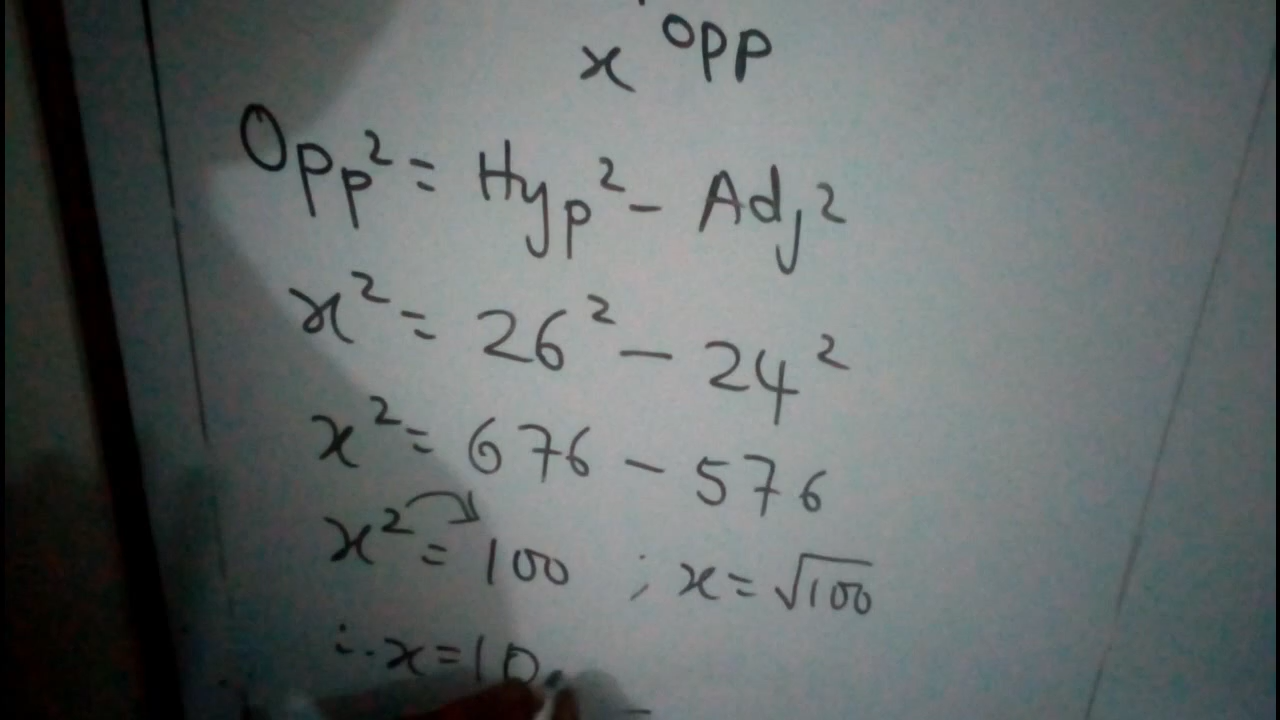 x Opp
Opp² = Hyp² - Adj²
x² = 26² - 24²
x² = 676 - 576
x² = 100 ; x = √100
∴ x = 10